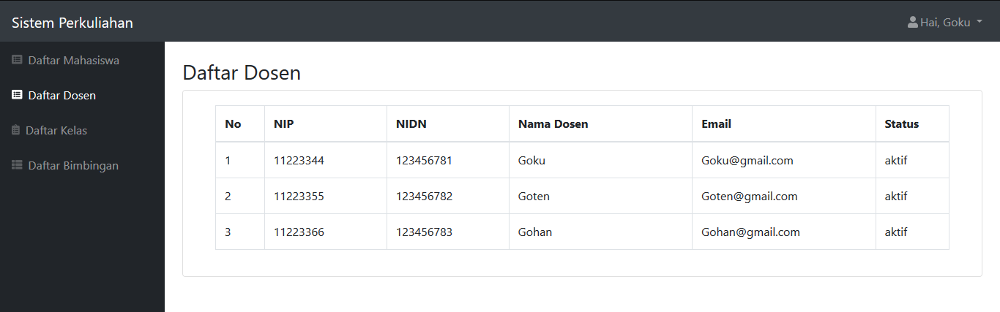 Sistem Perkuliahan
Hai, Goku
Daftar Mahasiswa
Daftar Dosen
Daftar Kelas
Daftar Bimbingan
Daftar Dosen
No NIP NIDN Nama Dosen Email Status
1 11223344 123456781 Goku Goku@gmail.com aktif
2 11223355 123456782 Goten Goten@gmail.com aktif
3 11223366 123456783 Gohan Gohan@gmail.com aktif